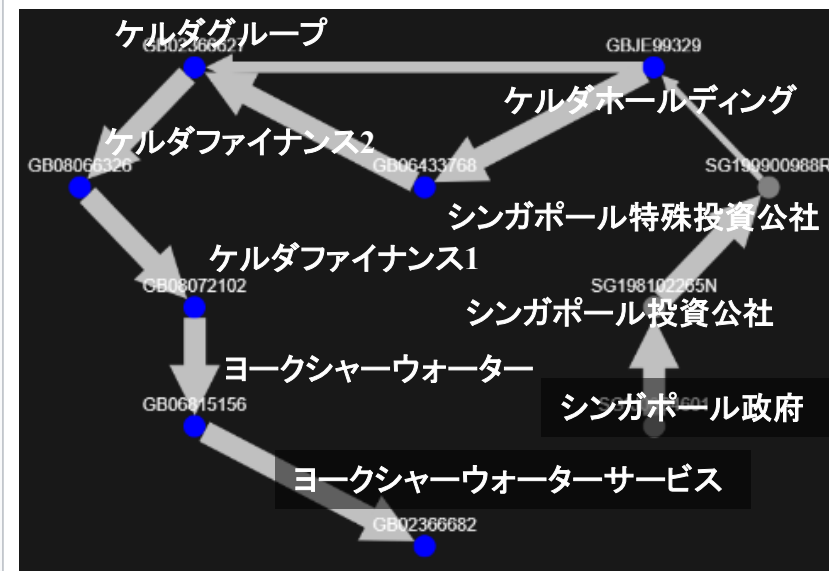 ケルダグループ
GB02366627
GBJE99329
ケルダホールディング
ケルダファイナンス2
GB08066326
GB06433768
SG199900988R
シンガポール特殊投資公社
ケルダファイナンス1
GB08072102
SG198102265N
シンガポール投資公社
ヨークシャーウォーター
GB06815156
シンガポール政府
ヨークシャーウォーターサービス
GB02366682